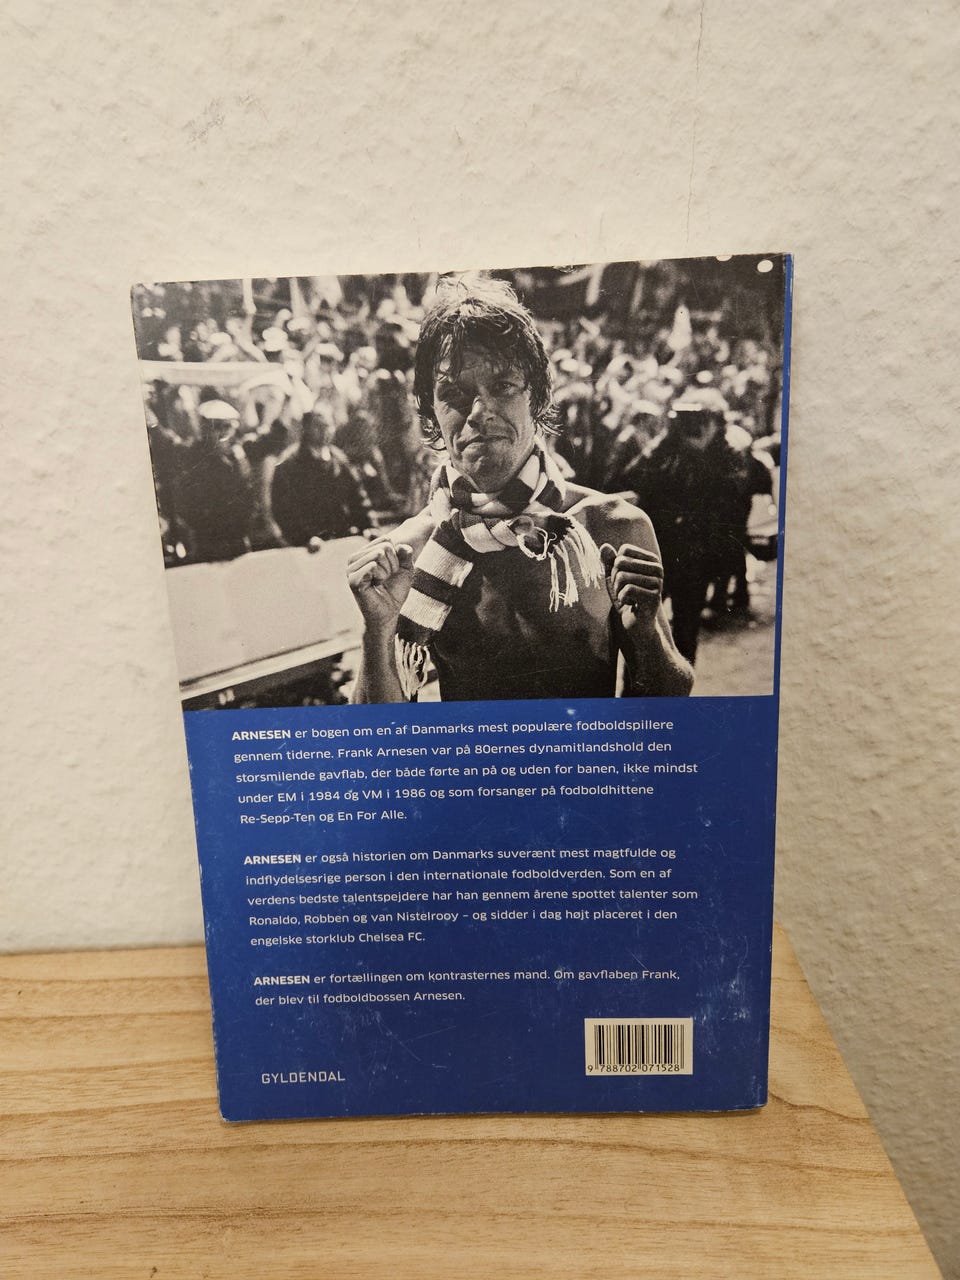 ARNESEN er bogen om en af Danmarks mest populære fodboldspillere
gennem tiderne. Frank Arnesen var på 80ernes dynamitlandshold den
storsmilende gavflab, der både førte an på og uden for banen, ikke mindst
under EM i 1984 og VM i 1986 og som forsanger på fodboldhittene
Re-Sepp-Ten og En For Alle.
ARNESEN er også historien om Danmarks suverænt mest magtfulde og
indflydelsesrige person i den internationale fodboldverden. Som en af
verdens bedste talentspejdere har han gennem årene spottet talenter som
Ronaldo, Robben og van Nistelrooy – og sidder i dag højt placeret i den
engelske storklub Chelsea FC.
ARNESEN er fortællingen om kontrasternes mand. Om gavflaben Frank,
der blev til fodboldbossen Arnesen.
GYLDENDAL
9 788702 071528